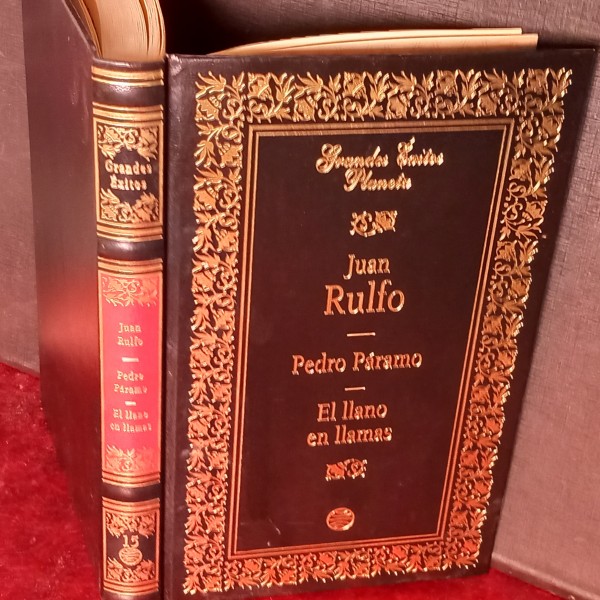 Grandes
Éxitos
Juan
Rulfo
Pedro
Páramo
El llano
en llamas
15
Grandes Éxitos
Planeta
Juan
Rulfo
Pedro Páramo
El llano
en llamas